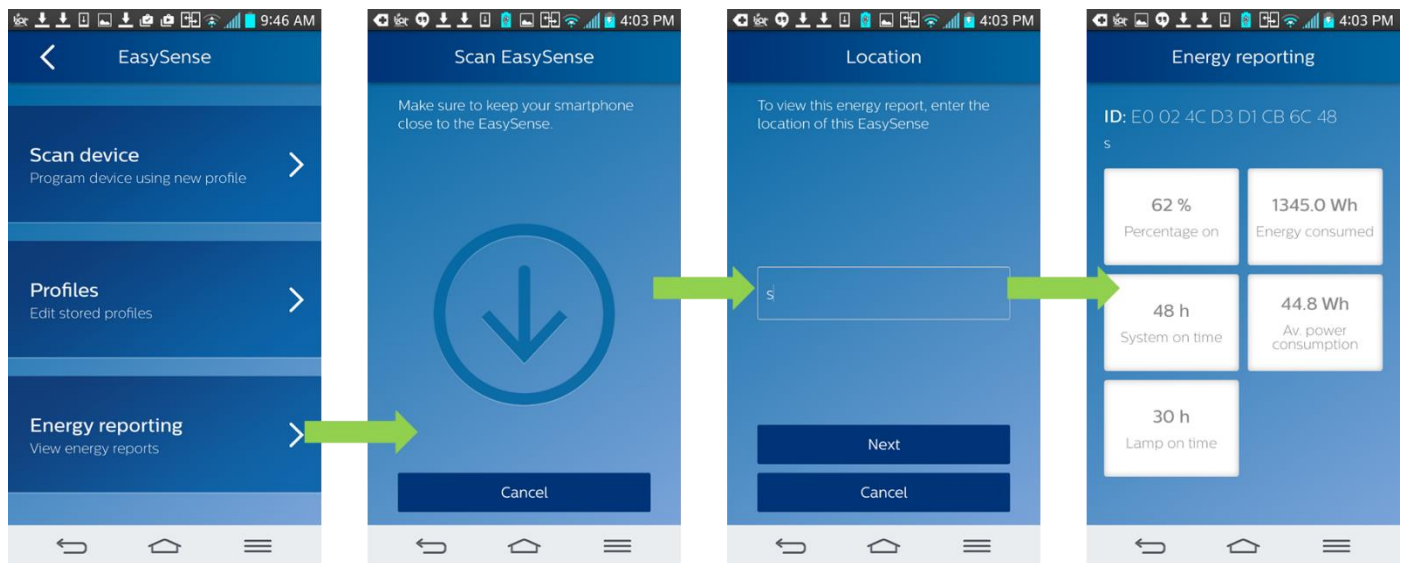 9:46 AM
EasySense
Scan device
Program device using new profile
Profiles
Edit stored profiles
Energy reporting
View energy reports
4:03 PM
Scan EasySense
Make sure to keep your smartphone
close to the EasySense.
Cancel
4:03 PM
Location
To view this energy report, enter the
location of this EasySense
s
Next
Cancel
4:03 PM
Energy reporting
ID: E0 02 4C D3 D1 CB 6C 48
s
62 %
Percentage on
1345.0 Wh
Energy consumed
48 h
System on time
44.8 Wh
Av. power
consumption
30 h
Lamp on time